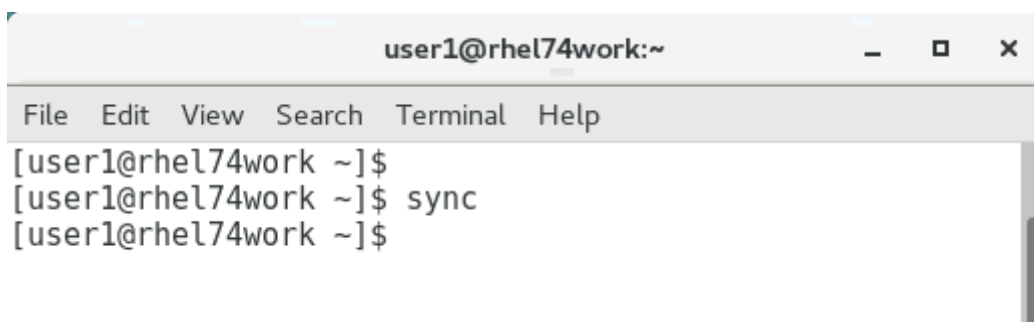 user1@rhel74work:~
File Edit View Search Terminal Help
[user1@rhel74work ~]$
[user1@rhel74work ~]$ sync
[user1@rhel74work ~]$